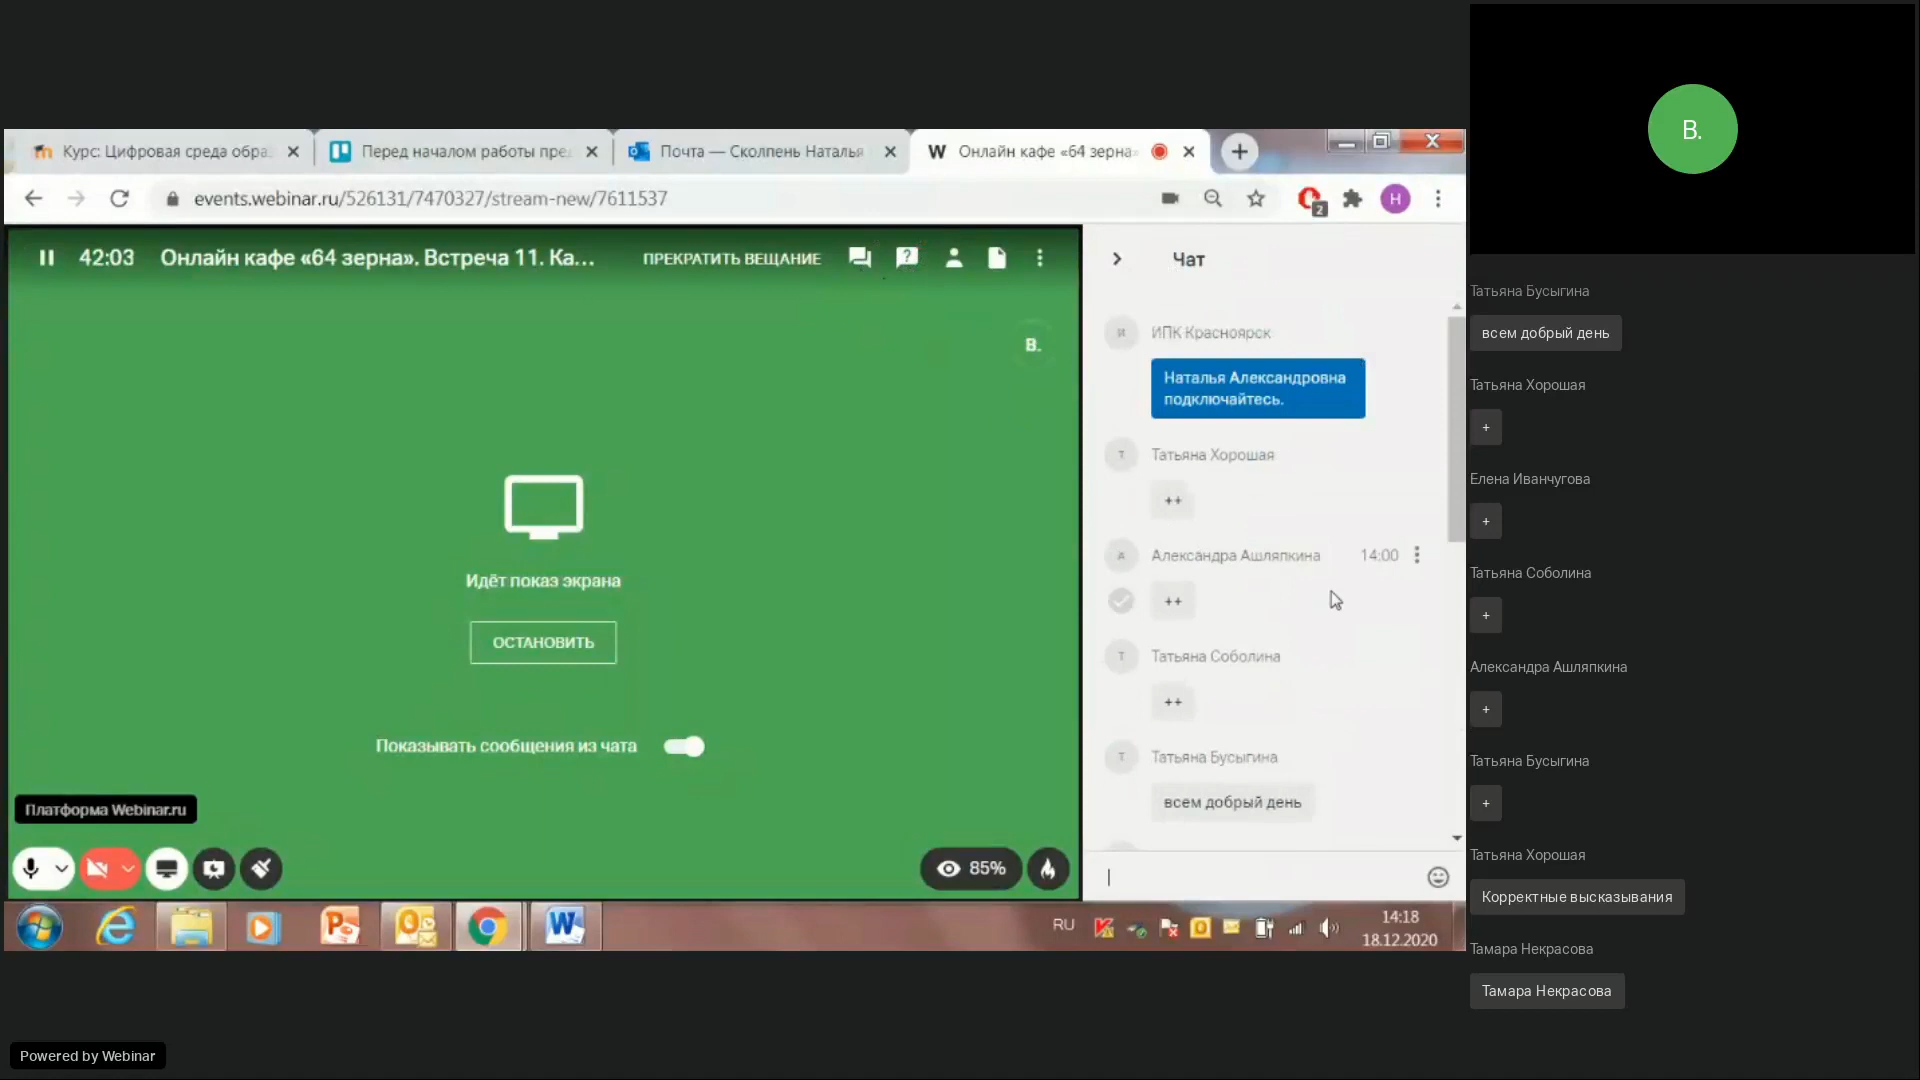 Курс: Цифровая среда обра
Перед началом работы пре
Почта — Сколпень Наталья
W Онлайн кафе «64 зерна»
events.webinar.ru/526131/7470327/stream-new/7611537
2
H
42:03 Онлайн кафе «64 зерна». Встреча 11. Ка...
ПРЕКРАТИТЬ ВЕЩАНИЕ
?
В.
Идёт показ экрана
ОСТАНОВИТЬ
Показывать сообщения из чата
Платформа Webinar.ru
85%
Чат
И ИПК Красноярск
Наталья Александровна
подключайтесь.
Т Татьяна Хорошая
++
А Александра Ашляпкина 14:00
++
Т Татьяна Соболина
++
Т Татьяна Бусыгина
всем добрый день
RU
14:18
18.12.2020
В.
Татьяна Бусыгина
всем добрый день
Татьяна Хорошая
+
Елена Иванчугова
+
Татьяна Соболина
+
Александра Ашляпкина
+
Татьяна Бусыгина
+
Татьяна Хорошая
Корректные высказывания
Тамара Некрасова
Тамара Некрасова
Powered by Webinar